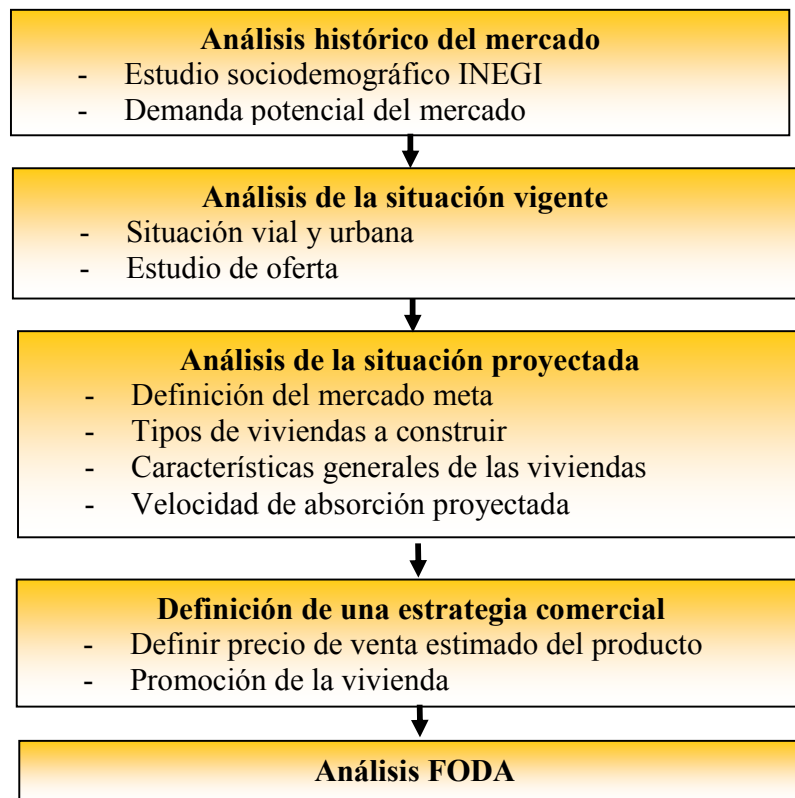 Análisis histórico del mercado
- Estudio sociodemográfico INEGI
- Demanda potencial del mercado
Análisis de la situación vigente
- Situación vial y urbana
- Estudio de oferta
Análisis de la situación proyectada
- Definición del mercado meta
- Tipos de viviendas a construir
- Características generales de las viviendas
- Velocidad de absorción proyectada
Definición de una estrategia comercial
- Definir precio de venta estimado del producto
- Promoción de la vivienda
Análisis FODA